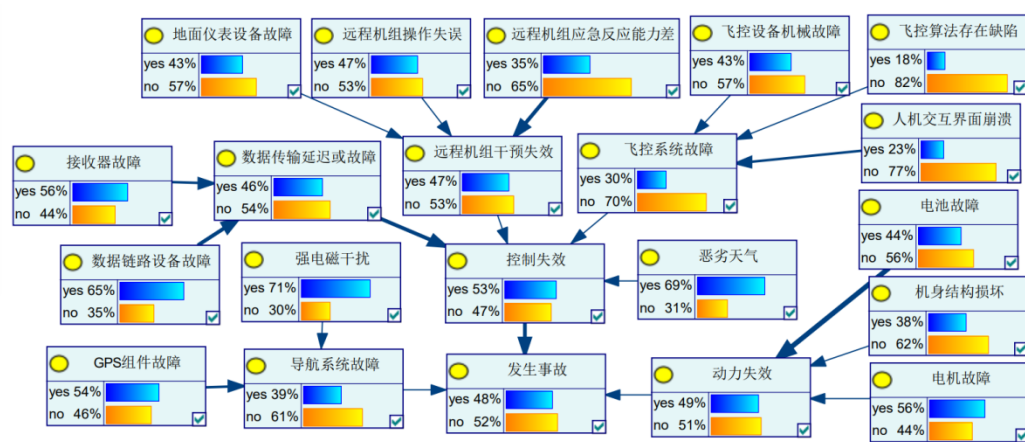 地面仪表设备故障
yes 43%
no 57%
远程机组操作失误
yes 47%
no 53%
远程机组应急反应能力差
yes 35%
no 65%
飞控设备机械故障
yes 43%
no 57%
飞控算法存在缺陷
yes 18%
no 82%
人机交互界面崩溃
yes 23%
no 77%
接收器故障
yes 56%
no 44%
数据传输延迟或故障
yes 46%
no 54%
远程机组干预失效
yes 47%
no 53%
飞控系统故障
yes 30%
no 70%
电池故障
yes 44%
no 56%
数据链路设备故障
yes 65%
no 35%
强电磁干扰
yes 71%
no 30%
控制失效
yes 53%
no 47%
恶劣天气
yes 69%
no 31%
机身结构损坏
yes 38%
no 62%
GPS组件故障
yes 54%
no 46%
导航系统故障
yes 39%
no 61%
发生事故
yes 48%
no 52%
动力失效
yes 49%
no 51%
电机故障
yes 56%
no 44%